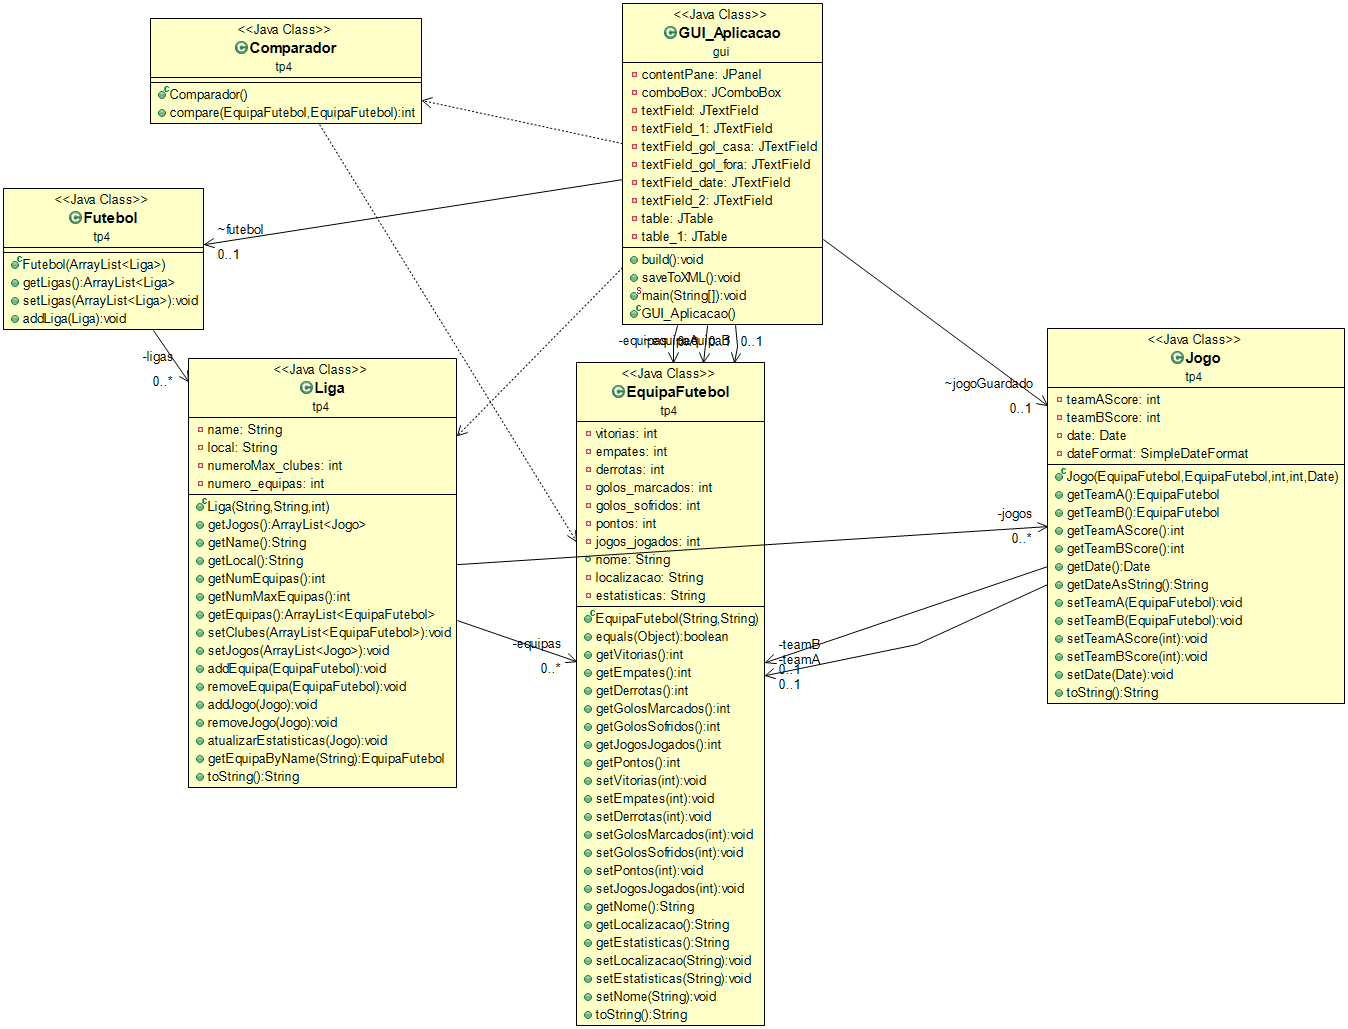 <<Java Class>>
Comparador
tp4
Comparador()
compare(EquipaFutebol,EquipaFutebol):int
<<Java Class>>
GUI_Aplicacao
gui
contentPane: JPanel
comboBox: JComboBox
textField: JTextField
textField_1: JTextField
textField_gol_casa: JTextField
textField_gol_fora: JTextField
textField_date: JTextField
textField_2: JTextField
table: JTable
table_1: JTable
build():void
saveToXML():void
main(String[]):void
GUI_Aplicacao()
<<Java Class>>
Futebol
tp4
Futebol(ArrayList<Liga>)
getLigas():ArrayList<Liga>
setLigas(ArrayList<Liga>):void
addLiga(Liga):void
~futebol
0..1
-ligas
0..*
<<Java Class>>
Liga
tp4
name: String
local: String
numeroMax_clubes: int
numero_equipas: int
Liga(String,String,int)
getJogos():ArrayList<Jogo>
getName():String
getLocal():String
getNumEquipas():int
getNumMaxEquipas():int
getEquipas():ArrayList<EquipaFutebol>
setClubes(ArrayList<EquipaFutebol>):void
setJogos(ArrayList<Jogo>):void
addEquipa(EquipaFutebol):void
removeEquipa(EquipaFutebol):void
addJogo(Jogo):void
removeJogo(Jogo):void
atualizarEstatisticas(Jogo):void
getEquipaByName(String):EquipaFutebol
toString():String
-equipas
0..*
0..1
<<Java Class>>
EquipaFutebol
tp4
vitorias: int
empates: int
derrotas: int
golos_marcados: int
golos_sofridos: int
pontos: int
jogos_jogados: int
nome: String
localizacao: String
estatisticas: String
EquipaFutebol(String,String)
equals(Object):boolean
getVitorias():int
getEmpates():int
getDerrotas():int
getGolosMarcados():int
getGolosSofridos():int
getJogosJogados():int
getPontos():int
setVitorias(int):void
setEmpates(int):void
setDerrotas(int):void
setGolosMarcados(int):void
setGolosSofridos(int):void
setPontos(int):void
setJogosJogados(int):void
getNome():String
getLocalizacao():String
getEstatisticas():String
setLocalizacao(String):void
setEstatisticas(String):void
setNome(String):void
toString():String
~jogoGuardado
0..1
-jogos
0..*
-teamB
-teamA
0..1
0..1
<<Java Class>>
Jogo
tp4
teamAScore: int
teamBScore: int
date: Date
dateFormat: SimpleDateFormat
Jogo(EquipaFutebol,EquipaFutebol,int,int,Date)
getTeamA():EquipaFutebol
getTeamB():EquipaFutebol
getTeamAScore():int
getTeamBScore():int
getDate():Date
getDateAsString():String
setTeamA(EquipaFutebol):void
setTeamB(EquipaFutebol):void
setTeamAScore(int):void
setTeamBScore(int):void
setDate(Date):void
toString():String